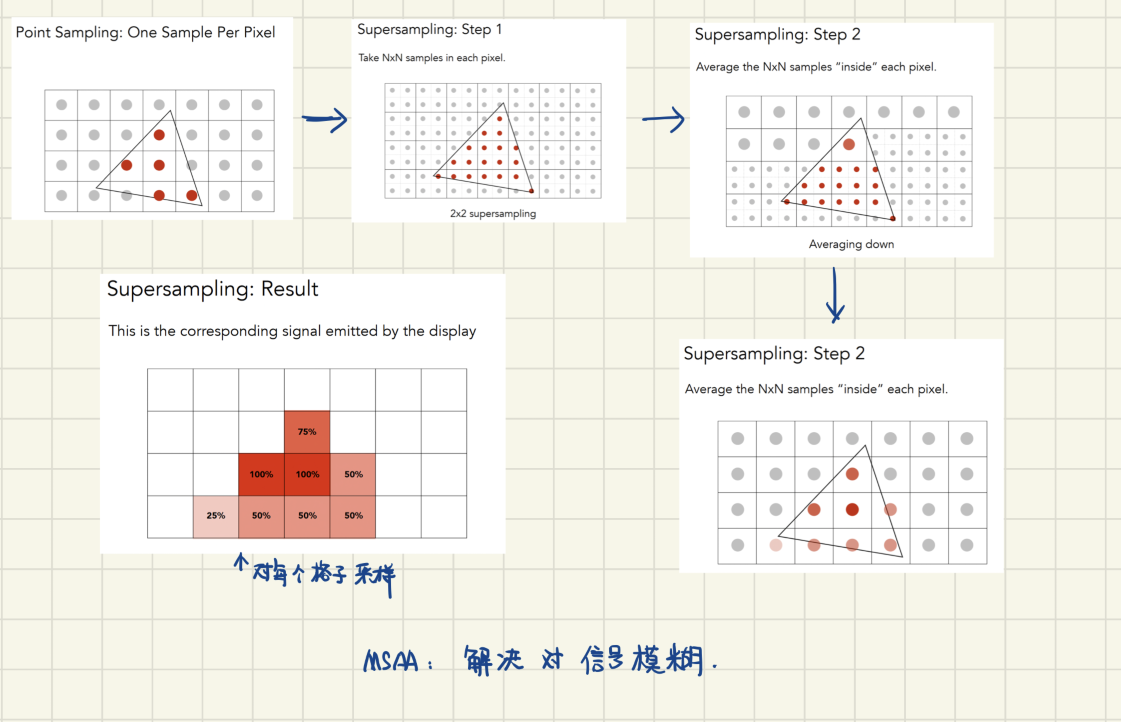 Point Sampling: One Sample Per Pixel
Supersampling: Step 1
Take NxN samples in each pixel.
2x2 supersampling
Supersampling: Step 2
Average the NxN samples “inside” each pixel.
Averaging down
Supersampling: Result
This is the corresponding signal emitted by the display
75%
100% 100% 50%
25% 50% 50% 50%
↑对每个格子采样
Supersampling: Step 2
Average the NxN samples “inside” each pixel.
MSAA: 解决对信号模糊.